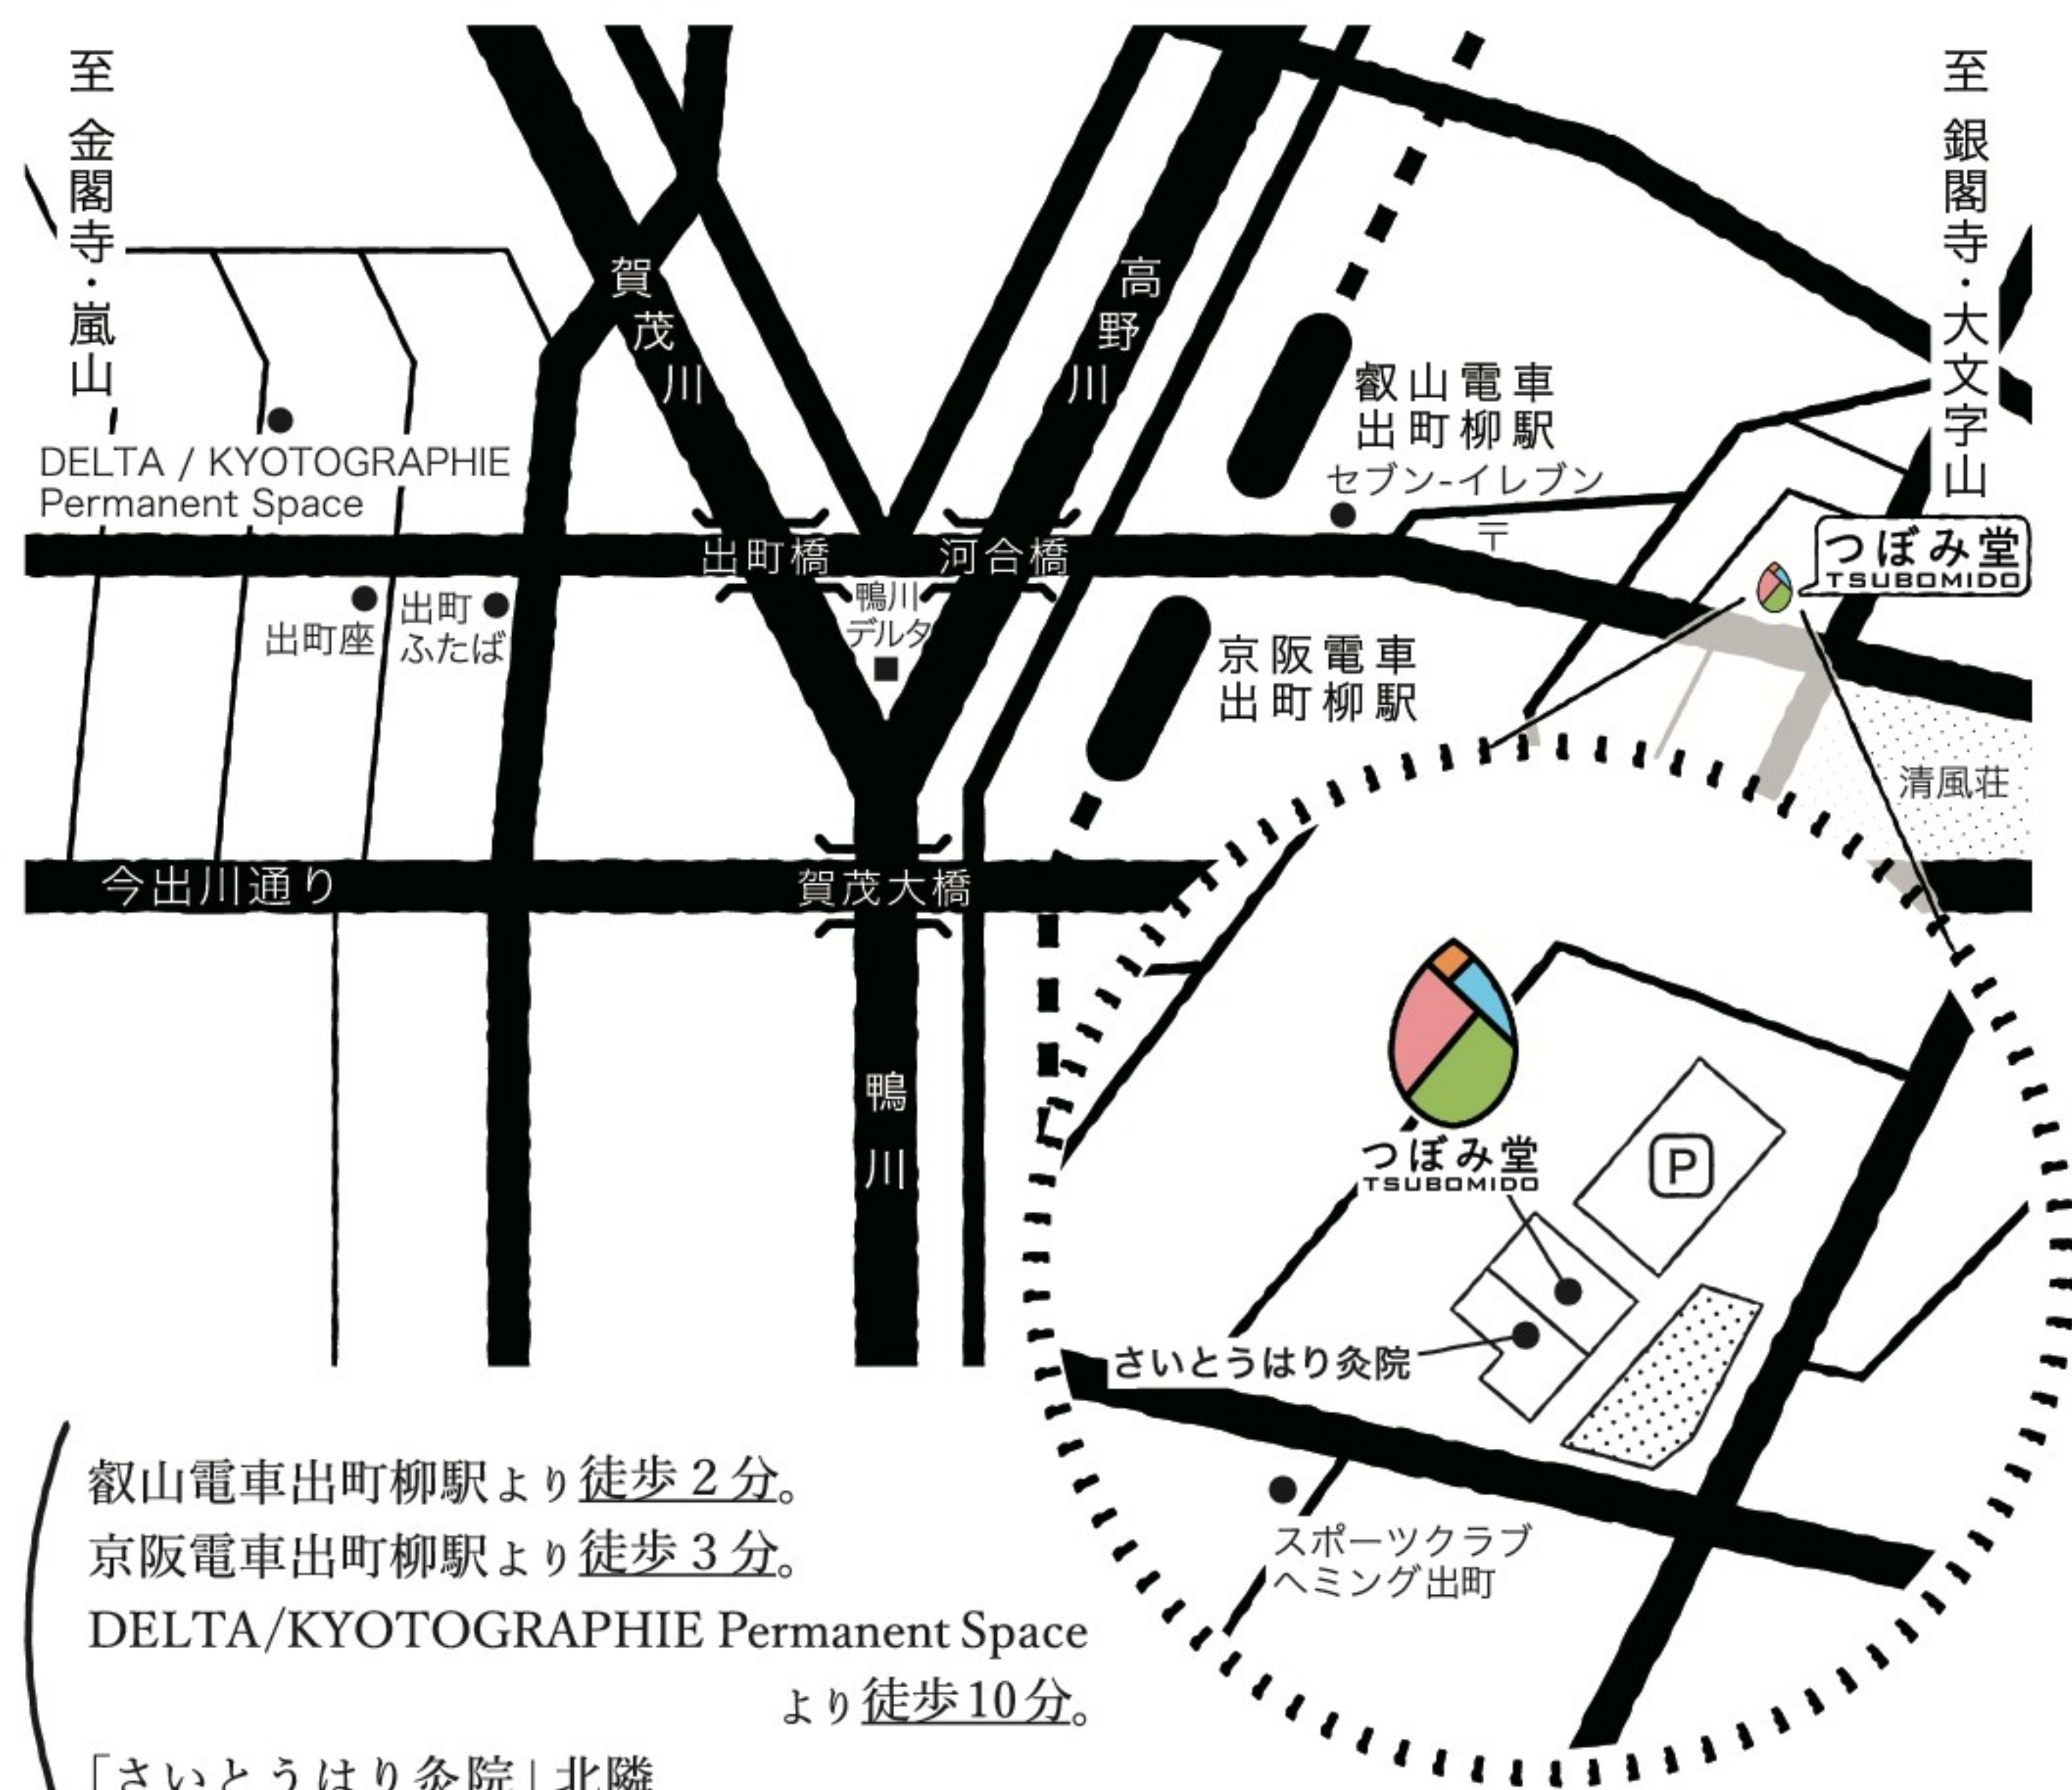 至 金閣寺・嵐山
至 銀閣寺・大文字山
賀茂川
高野川
叡山電車
出町柳駅
セブン-イレブン
〒
DELTA / KYOTOGRAPHIE
Permanent Space
出町橋
河合橋
つぼみ堂
TSUBOMIDO
鴨川
デルタ
出町座
出町
ふたば
京阪電車
出町柳駅
清風荘
今出川通り
賀茂大橋
鴨川
つぼみ堂
TSUBOMIDO
P
さいとうはり灸院
スポーツクラブ
ヘミング出町
叡山電車出町柳駅より徒歩2分。
京阪電車出町柳駅より徒歩3分。
DELTA/KYOTOGRAPHIE Permanent Space
より徒歩10分。
「さいとうはり灸院」北隣